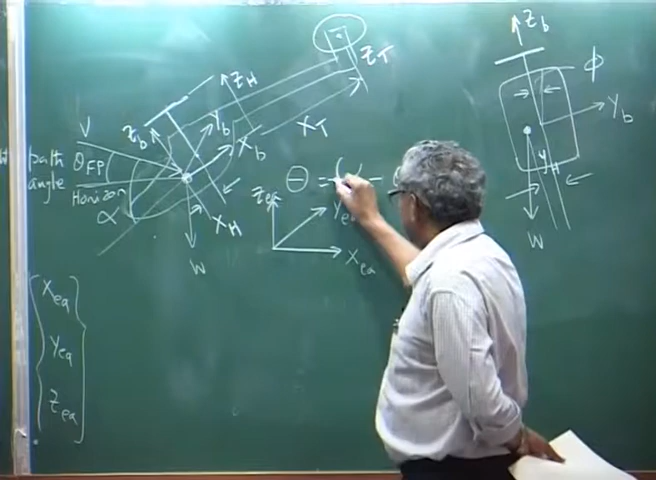 Z_b
Z_T
ϕ
Z_H
Y_b
V
Z_b
Y_b
X_T
path
θ_FP
X_b
angle
Horizon
Θ = (
Z_ea
Y_ea
α
X_H
Y_H
X_ea
W
W
X_ea
Y_ea
Z_ea